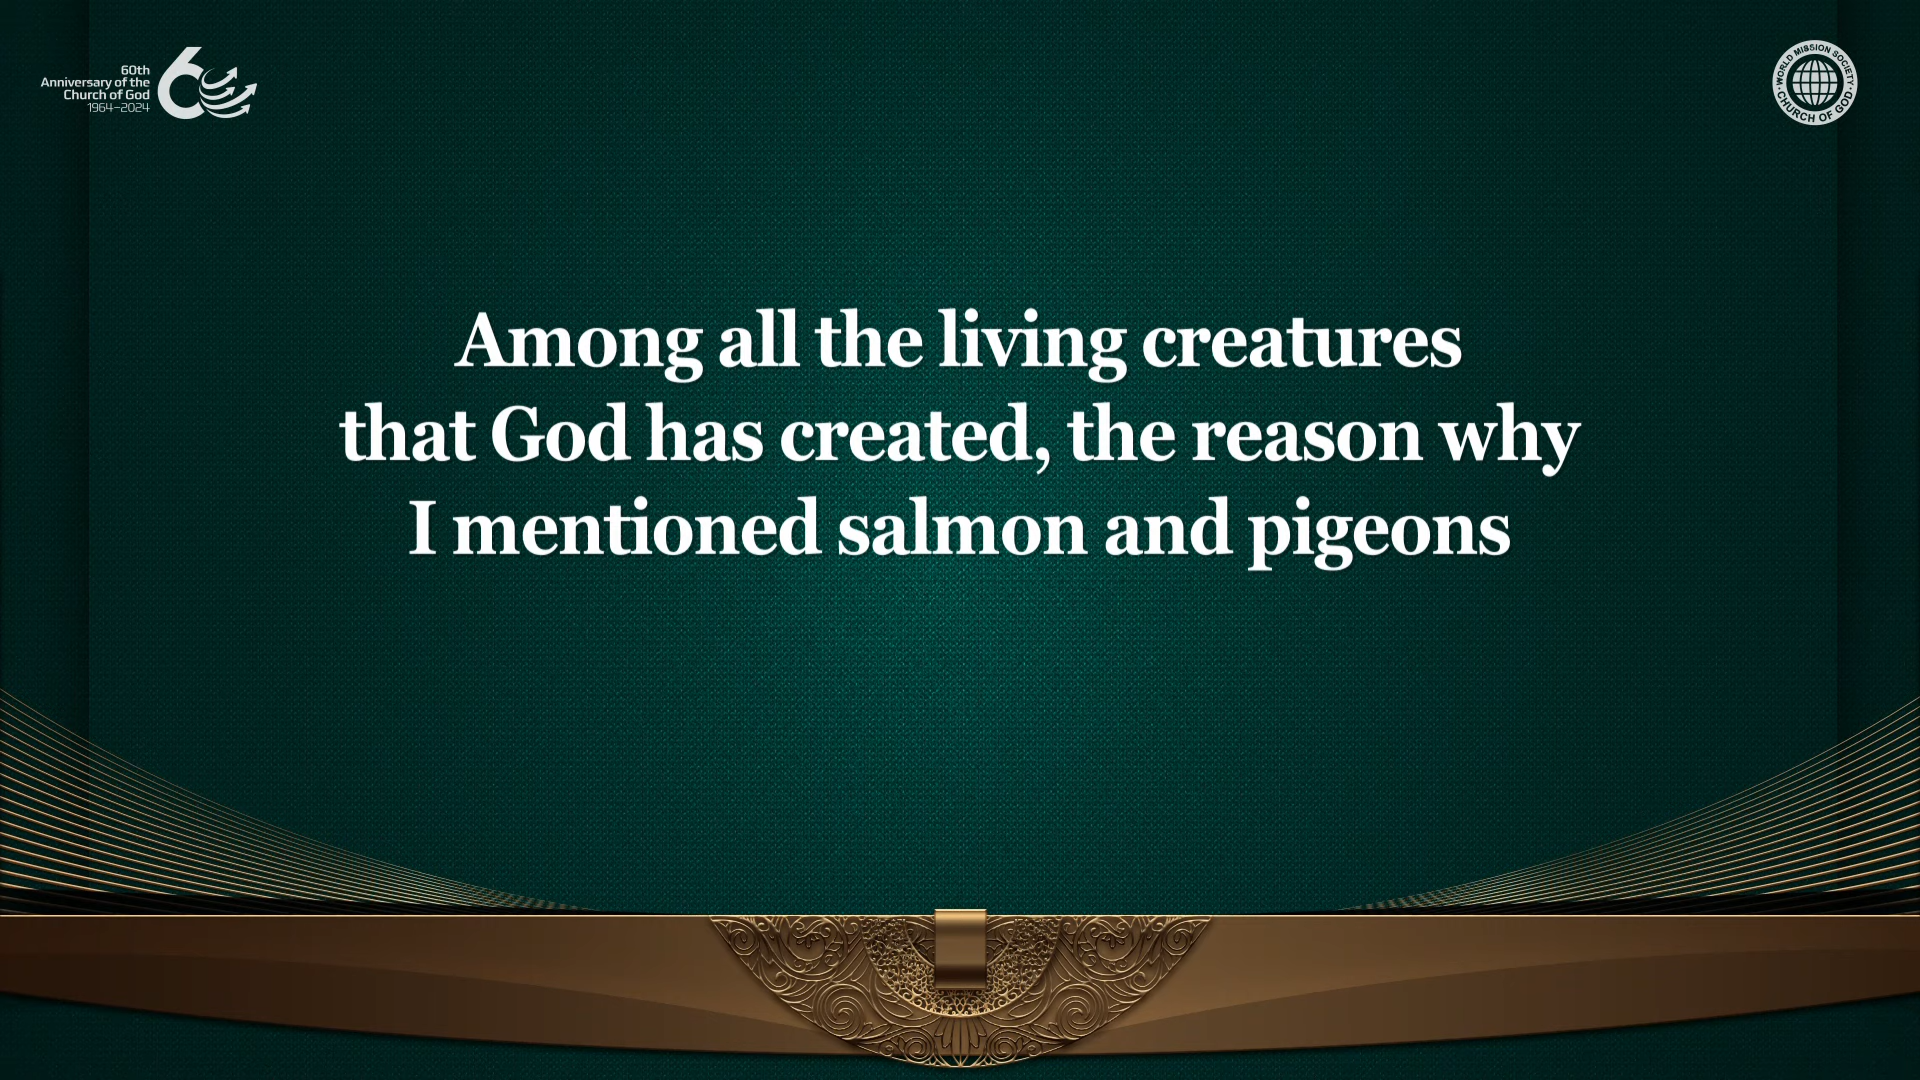 60th
Anniversary of the
Church of God
1964–2024
WORLD MISSION SOCIETY
CHURCH OF GOD
Among all the living creatures
that God has created, the reason why
I mentioned salmon and pigeons